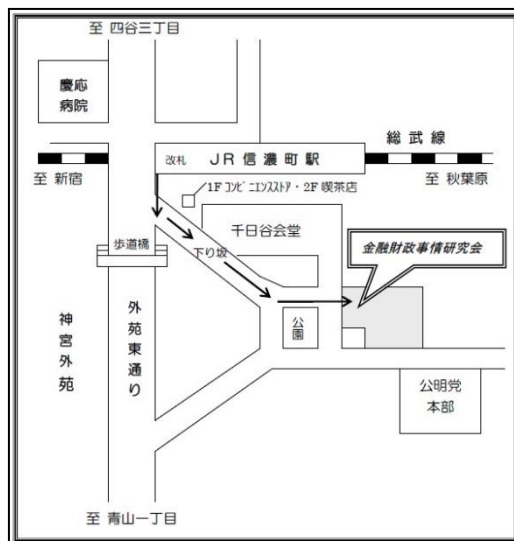 至 四谷三丁目
慶応
病院
総武線
改札
JR信濃町駅
至 新宿
至 秋葉原
1F コンビニエンスストア・2F 喫茶店
千日谷会堂
金融財政事情研究会
歩道橋
下り坂
神宮外苑
外苑東通り
公園
公明党
本部
至 青山一丁目